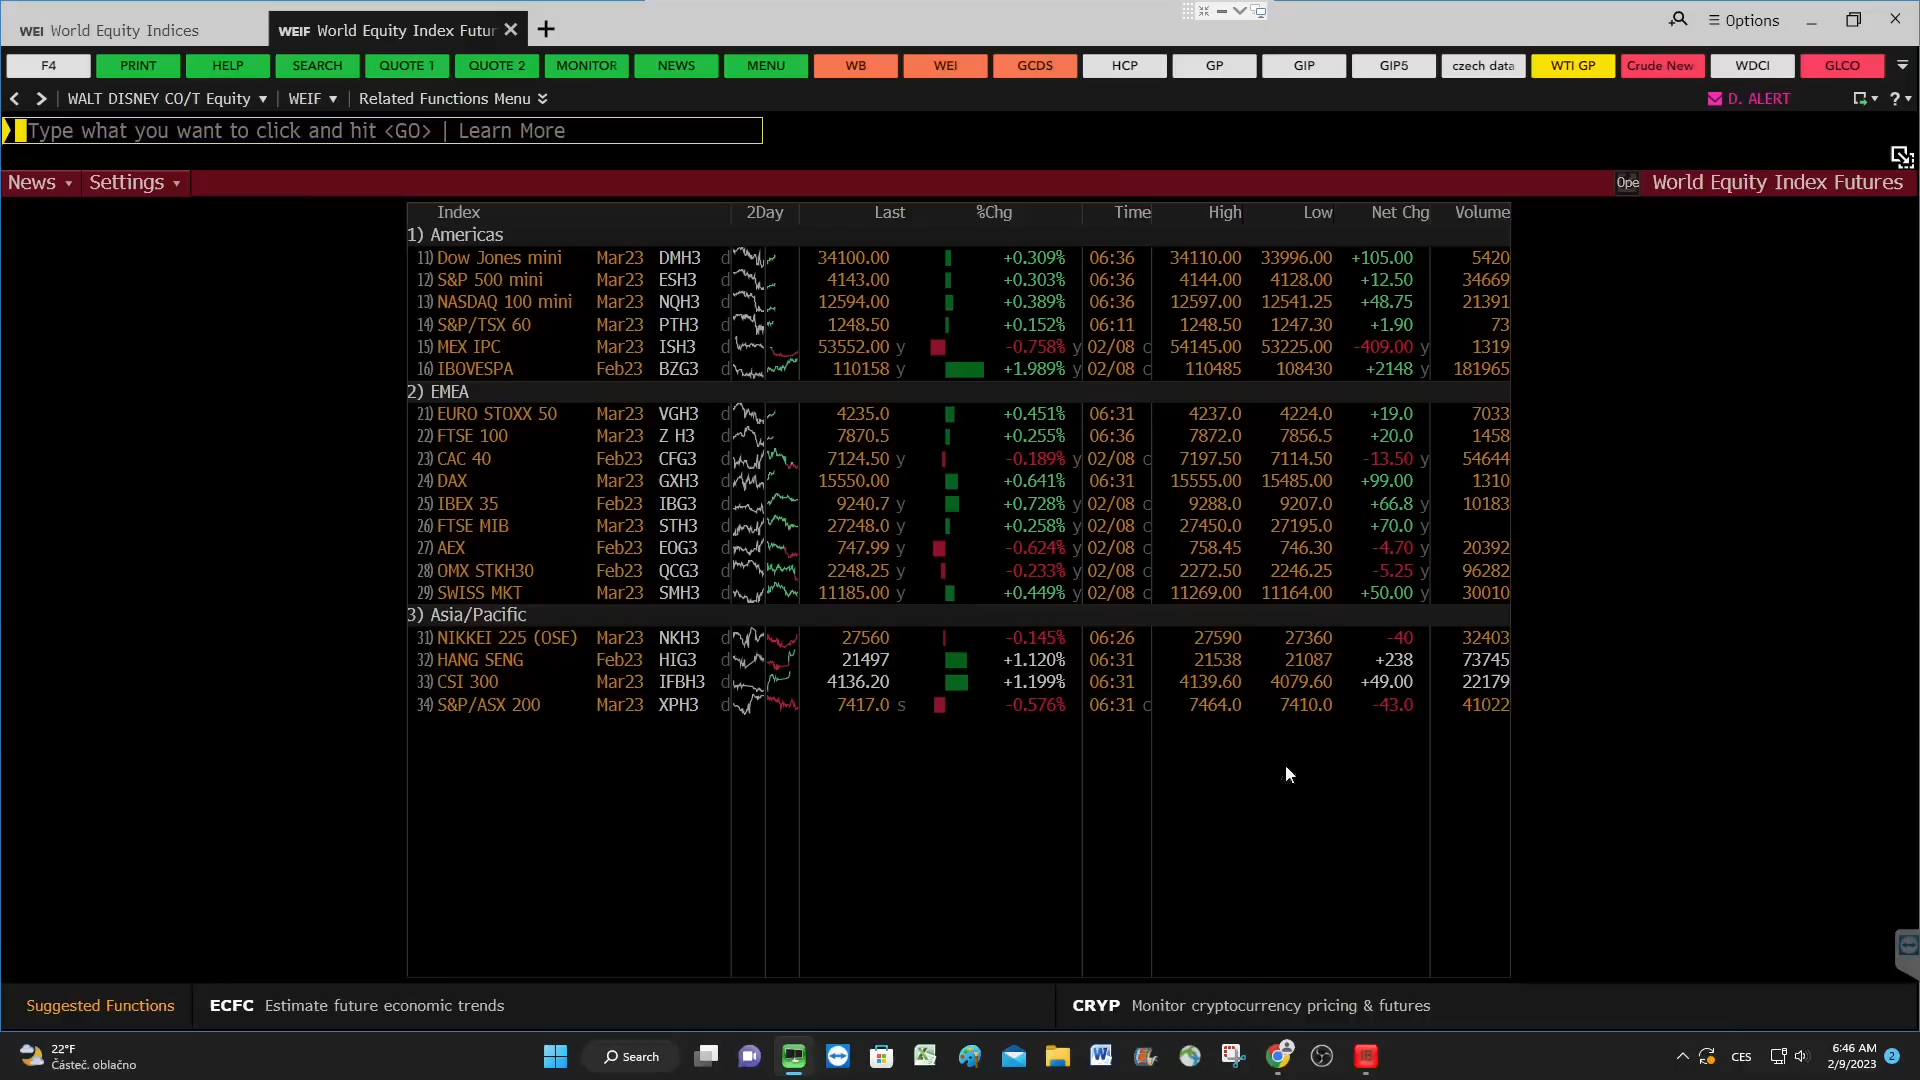 WEI World Equity Indices
WEIF World Equity Index Futur
Options
F4 PRINT HELP SEARCH QUOTE 1 QUOTE 2 MONITOR NEWS MENU WB WEI GCDS HCP GP GIP GIP5 czech data WTI GP Crude New WDCI GLCO
WALT DISNEY CO/T Equity WEIF Related Functions Menu D. ALERT ?
Type what you want to click and hit <GO> | Learn More
News Settings Ope World Equity Index Futures
Index 2Day Last %Chg Time High Low Net Chg Volume
1) Americas
11) Dow Jones mini Mar23 DMH3 d 34100.00 +0.309% 06:36 34110.00 33996.00 +105.00 5420
12) S&P 500 mini Mar23 ESH3 d 4143.00 +0.303% 06:36 4144.00 4128.00 +12.50 34669
13) NASDAQ 100 mini Mar23 NQH3 d 12594.00 +0.389% 06:36 12597.00 12541.25 +48.75 21391
14) S&P/TSX 60 Mar23 PTH3 d 1248.50 +0.152% 06:11 1248.50 1247.30 +1.90 73
15) MEX IPC Mar23 ISH3 d 53552.00 y -0.758% y 02/08 c 54145.00 53225.00 -409.00 y 1319
16) IBOVESPA Feb23 BZG3 d 110158 y +1.989% y 02/08 c 110485 108430 +2148 y 181965
2) EMEA
21) EURO STOXX 50 Mar23 VGH3 d 4235.0 +0.451% 06:31 4237.0 4224.0 +19.0 7033
22) FTSE 100 Mar23 Z H3 d 7870.5 +0.255% 06:36 7872.0 7856.5 +20.0 1458
23) CAC 40 Feb23 CFG3 d 7124.50 y -0.189% y 02/08 c 7197.50 7114.50 -13.50 y 54644
24) DAX Mar23 GXH3 d 15550.00 +0.641% 06:31 15555.00 15485.00 +99.00 1310
25) IBEX 35 Feb23 IBG3 d 9240.7 y +0.728% y 02/08 c 9288.0 9207.0 +66.8 y 10183
26) FTSE MIB Mar23 STH3 d 27248.0 y +0.258% y 02/08 c 27450.0 27195.0 +70.0 y
27) AEX Feb23 EOG3 d 747.99 y -0.624% y 02/08 c 758.45 746.30 -4.70 y 20392
28) OMX STKH30 Feb23 QCG3 d 2248.25 y -0.233% y 02/08 c 2272.50 2246.25 -5.25 y 96282
29) SWISS MKT Mar23 SMH3 d 11185.00 y +0.449% y 02/08 c 11269.00 11164.00 +50.00 y 30010
3) Asia/Pacific
31) NIKKEI 225 (OSE) Mar23 NKH3 d 27560 -0.145% 06:26 27590 27360 -40 32403
32) HANG SENG Feb23 HIG3 d 21497 +1.120% 06:31 21538 21087 +238 73745
33) CSI 300 Mar23 IFBH3 d 4136.20 +1.199% 06:31 4139.60 4079.60 +49.00 22179
34) S&P/ASX 200 Mar23 XPH3 d 7417.0 s -0.576% 06:31 c 7464.0 7410.0 -43.0 41022
Suggested Functions ECFC Estimate future economic trends CRYP Monitor cryptocurrency pricing & futures
22°F
Částeč. oblačno
Search
CES
6:46 AM
2/9/2023
2